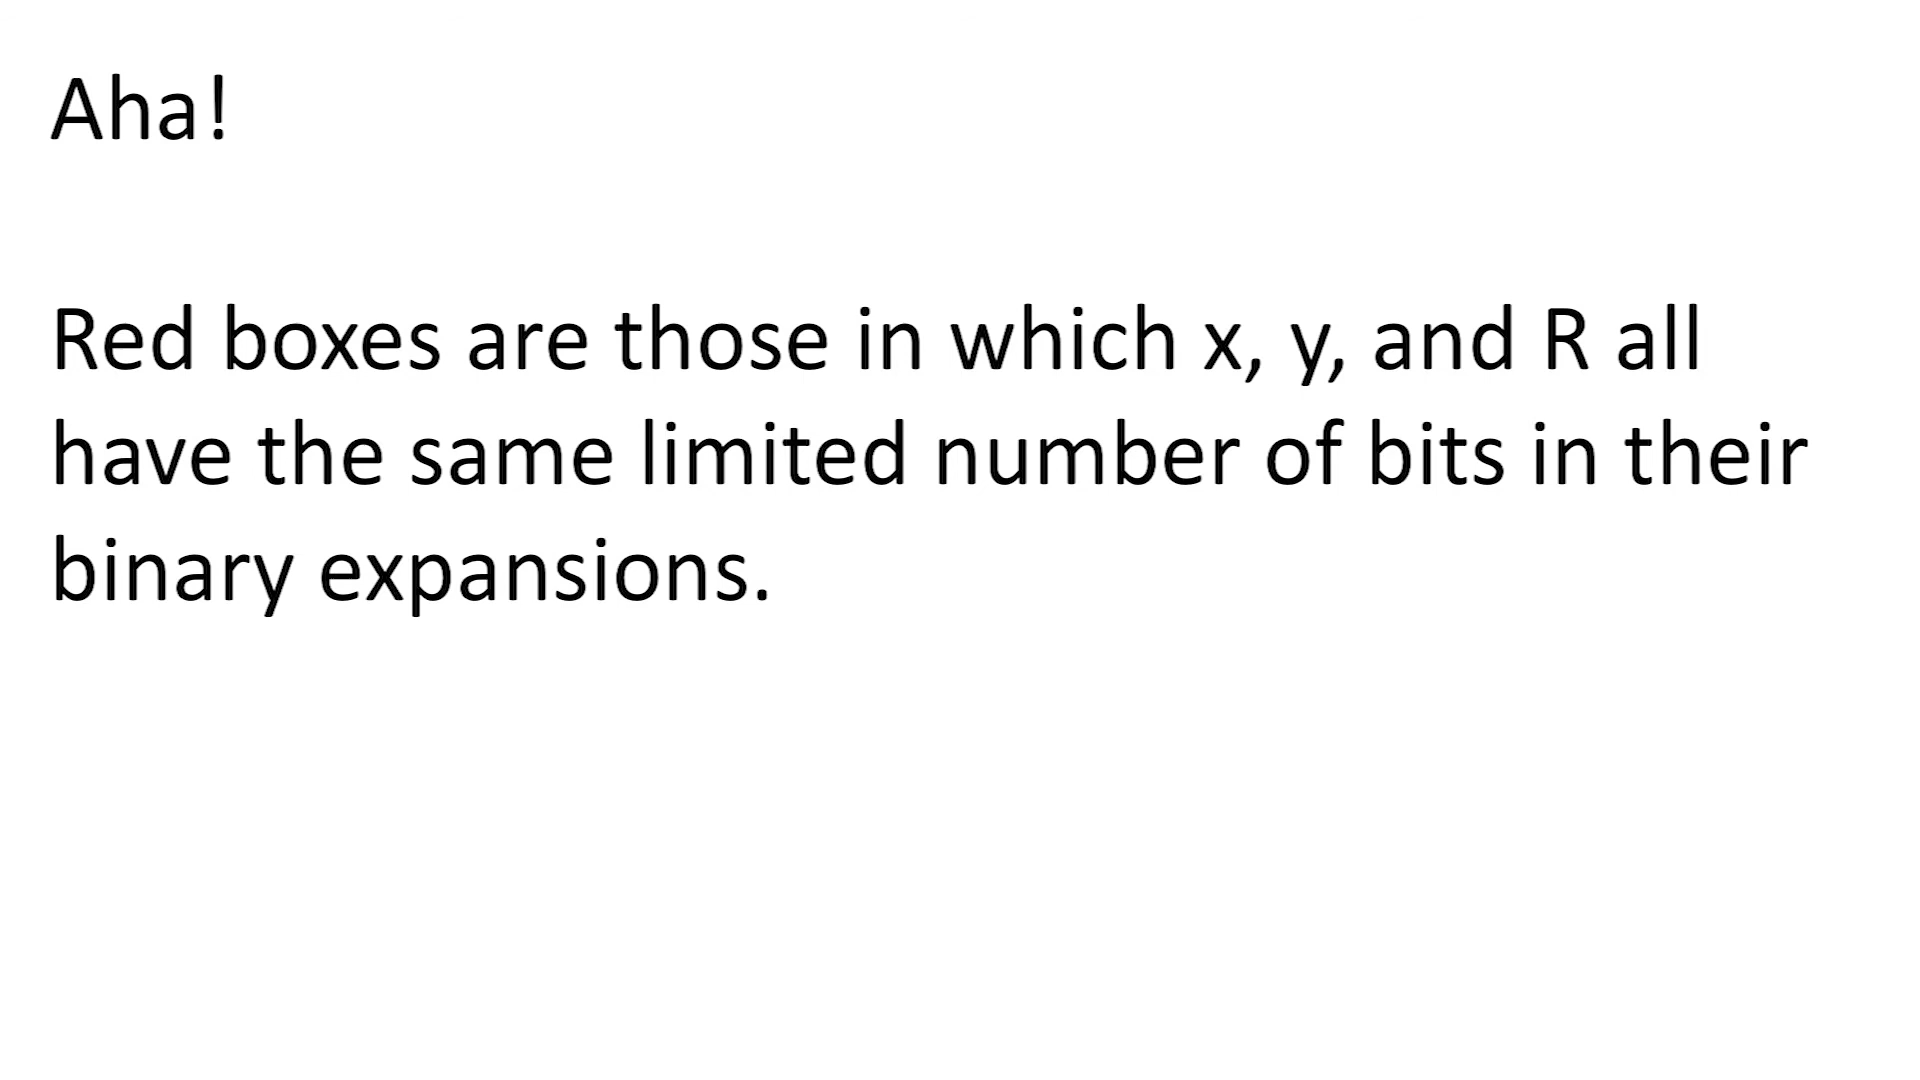 Aha!
Red boxes are those in which x, y, and R all
have the same limited number of bits in their
binary expansions.